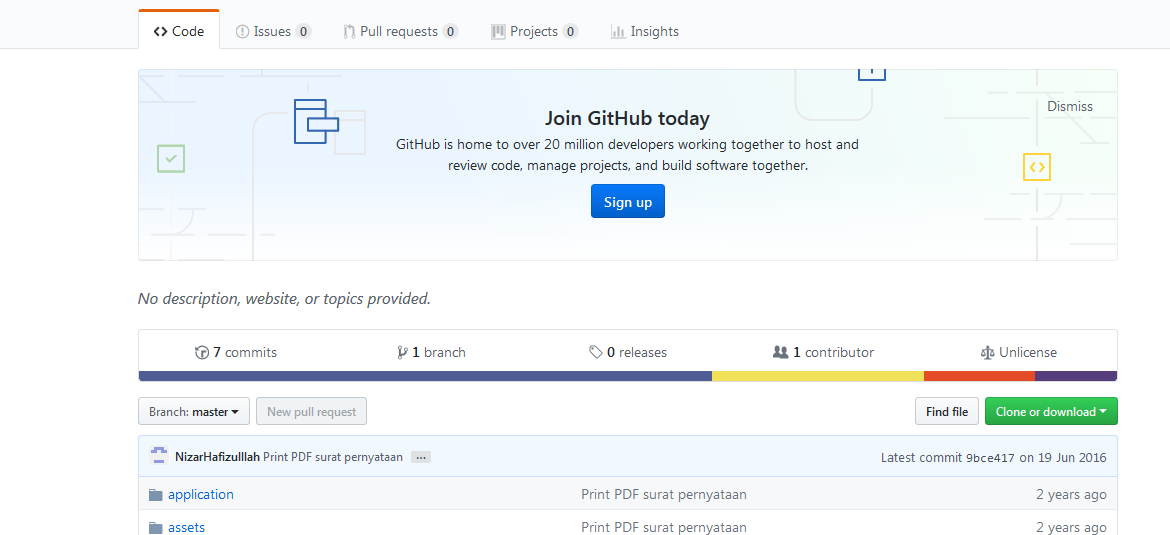 Code Issues 0 Pull requests 0 Projects 0 Insights
Dismiss
Join GitHub today
GitHub is home to over 20 million developers working together to host and
review code, manage projects, and build software together.
Sign up
No description, website, or topics provided.
7 commits 1 branch 0 releases 1 contributor Unlicense
Branch: master New pull request Find file Clone or download
NizarHafizulllah Print PDF surat pernyataan ... Latest commit 9bce417 on 19 Jun 2016
application Print PDF surat pernyataan 2 years ago
assets Print PDF surat pernyataan 2 years ago